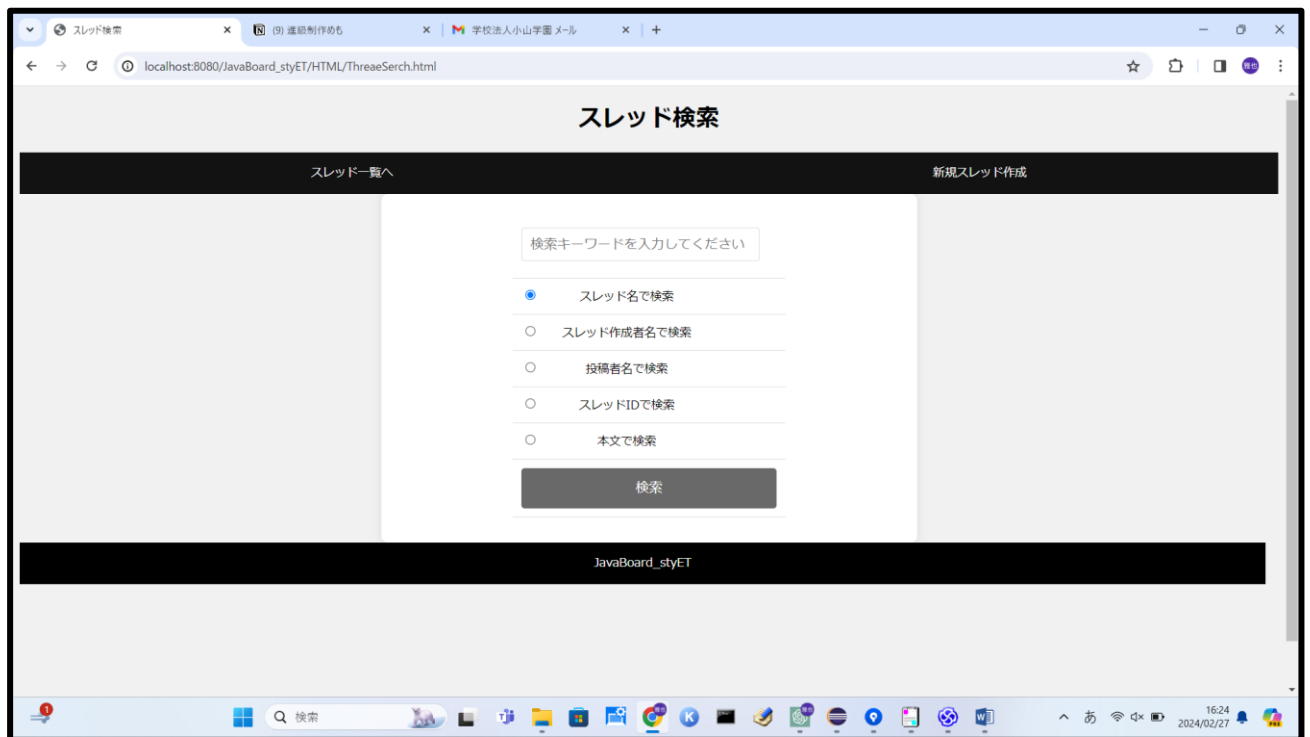 スレッド検索
(9) 進級制作めも
学校法人小山学園 メール
localhost:8080/JavaBoard_styET/HTML/ThreaeSerch.html
雅也
スレッド検索
スレッド一覧へ
新規スレッド作成
検索キーワードを入力してください
スレッド名で検索
スレッド作成者名で検索
投稿者名で検索
スレッドIDで検索
本文で検索
検索
JavaBoard_styET
1
検索
あ
16:24
2024/02/27